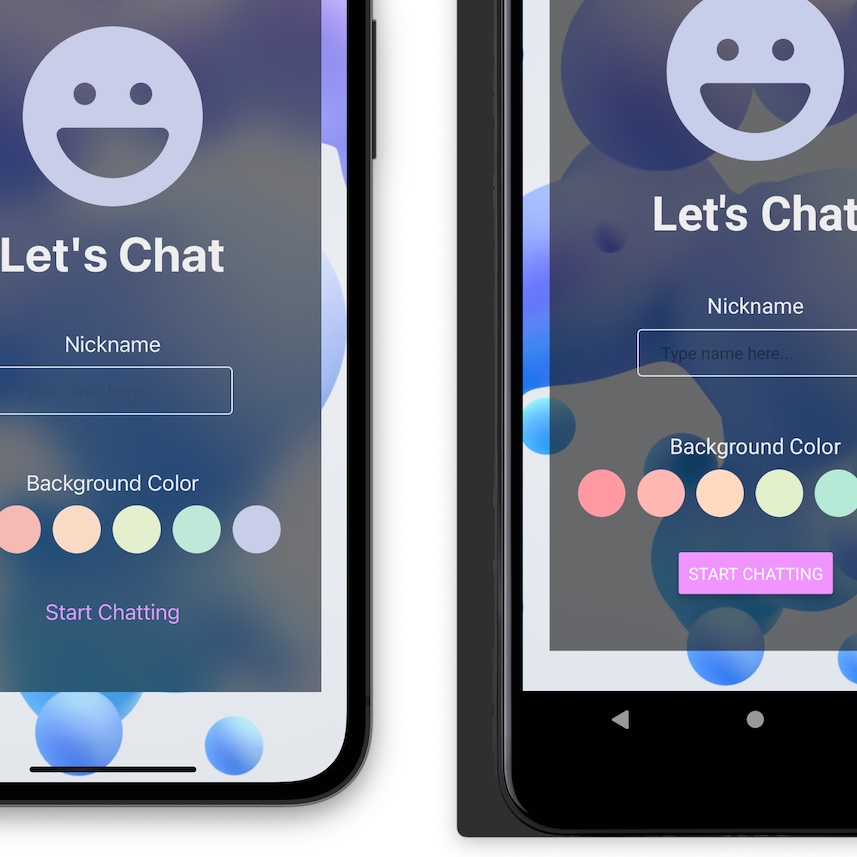 Let's Chat
Nickname
Type name here...
Background Color
Start Chatting
Let's Chat
Nickname
Type name here...
Background Color
START CHATTING